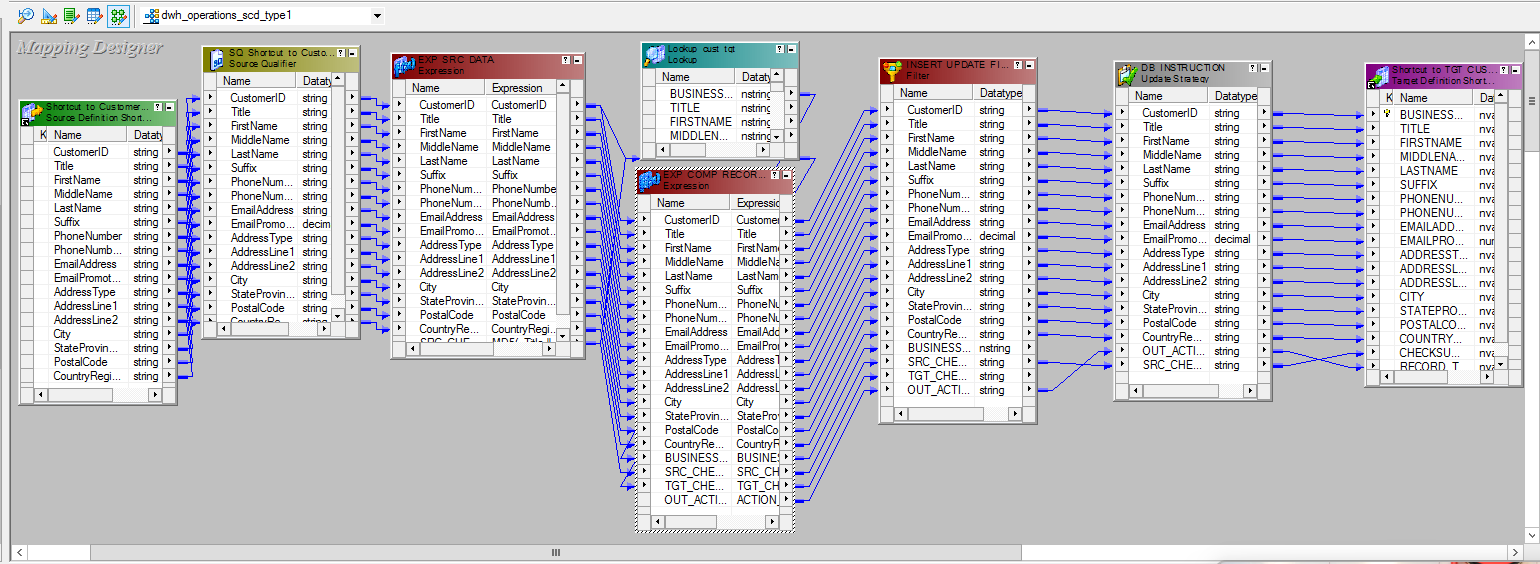 dwh_operations_scd_type1
Mapping Designer
Shortcut to Customer...
Source Definition Short...
K Name Dataty
CustomerID string
Title string
FirstName string
MiddleName string
LastName string
Suffix string
PhoneNumber string
PhoneNumb... string
EmailAddress string
EmailPromot... string
AddressType string
AddressLine1 string
AddressLine2 string
City string
StateProvin... string
PostalCode string
CountryRegi... string
SQ Shortcut to Custo...
Source Qualifier
Name Dataty
CustomerID string
Title string
FirstName string
MiddleName string
LastName string
Suffix string
PhoneNum... string
PhoneNum... string
EmailAddress string
EmailPromo... decim
AddressType string
AddressLine1 string
AddressLine2 string
City string
StateProvin... string
PostalCode string
CountryRe... string
EXP SRC DATA
Expression
Name Expression
CustomerID CustomerID
Title Title
FirstName FirstName
MiddleName MiddleName
LastName LastName
Suffix Suffix
PhoneNum... PhoneNumbe
PhoneNum... PhoneNumb...
EmailAddress EmailAddress
EmailPromo... EmailPromot...
AddressType AddressType
AddressLine1 AddressLine1
AddressLine2 AddressLine2
City City
StateProvin... StateProvinc...
PostalCode PostalCode
CountryRe... CountryRegi...
Lookup cust tgt
Lookup
Name Dataty
BUSINESS... nstring
TITLE nstring
FIRSTNAME nstring
MIDDLEN... nstring
EXP COMP RECOR...
Expression
Name Expressio
CustomerID Customer
Title Title
FirstName FirstNam
MiddleName MiddleNa
LastName LastNam
Suffix Suffix
PhoneNum... PhoneNu
PhoneNum... PhoneNu
EmailAddress EmailAdd
EmailPromo... EmailPro
AddressType AddressT
AddressLine1 AddressL
AddressLine2 AddressL
City City
StateProvin... StateProv
PostalCode PostalCo
CountryRe... CountryR
BUSINESS... BUSINES
SRC_CHE... SRC_CH
TGT_CHE... TGT_CH
OUT_ACTI... ACTION_
INSERT UPDATE FI...
Filter
Name Datatype
CustomerID string
Title string
FirstName string
MiddleName string
LastName string
Suffix string
PhoneNum... string
PhoneNum... string
EmailAddress string
EmailPromo... decimal
AddressType string
AddressLine1 string
AddressLine2 string
City string
StateProvin... string
PostalCode string
CountryRe... string
BUSINESS... nstring
SRC_CHE... string
TGT_CHE... string
OUT_ACTI... string
DB INSTRUCTION
Update Strategy
Name Datatype
CustomerID string
Title string
FirstName string
MiddleName string
LastName string
Suffix string
PhoneNum... string
PhoneNum... string
EmailAddress string
EmailPromo... decimal
AddressType string
AddressLine1 string
AddressLine2 string
City string
StateProvin... string
PostalCode string
CountryRe... string
OUT_ACTI... string
SRC_CHE... string
Shortcut to TGT CUS...
Target Definition Short...
K Name Da
BUSINESS... nva
TITLE nva
FIRSTNAME nva
MIDDLENA... nva
LASTNAME nva
SUFFIX nva
PHONENU... nva
PHONENU... nva
EMAILADD... nva
EMAILPRO... num
ADDRESST... nva
ADDRESSL... nva
ADDRESSL... nva
CITY nva
STATEPRO... nva
POSTALCO... nva
COUNTRY... nva
CHECKSU... nva
RECORD_T... nva